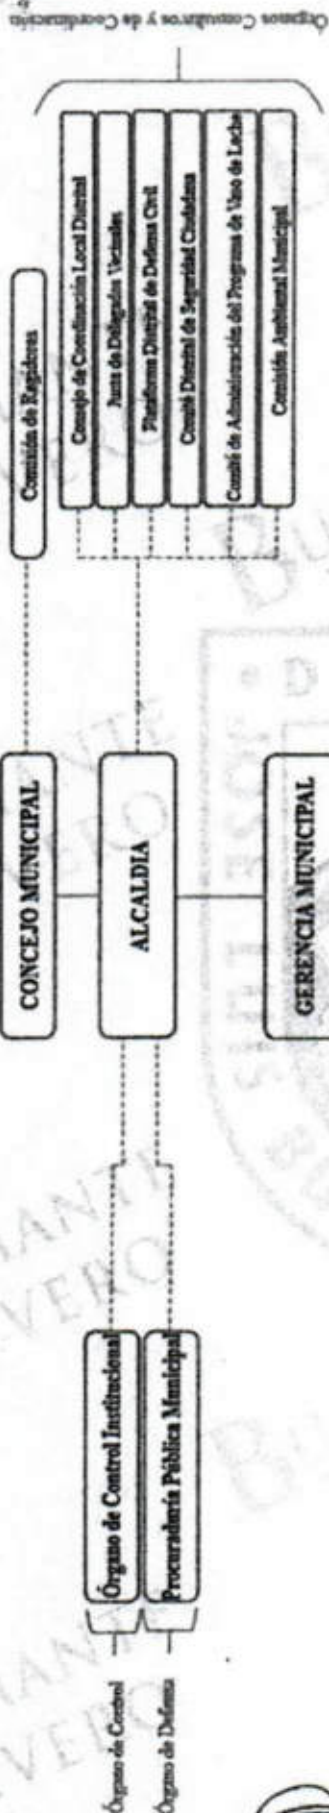 CONCEJO MUNICIPAL
Comisión de Regidores
ALCALDIA
Consejo de Coordinación Local Distrital
Junta de Delegados Vecinales
Plataforma Distrital de Defensa Civil
Comité Distrital de Seguridad Ciudadana
Comité de Administración del Programa de Vaso de Leche
Comisión Ambiental Municipal
Órganos Consultivos y de Coordinación
Órgano de Control
Órgano de Control Institucional
Órgano de Defensa
Procuraduría Pública Municipal
GERENCIA MUNICIPAL